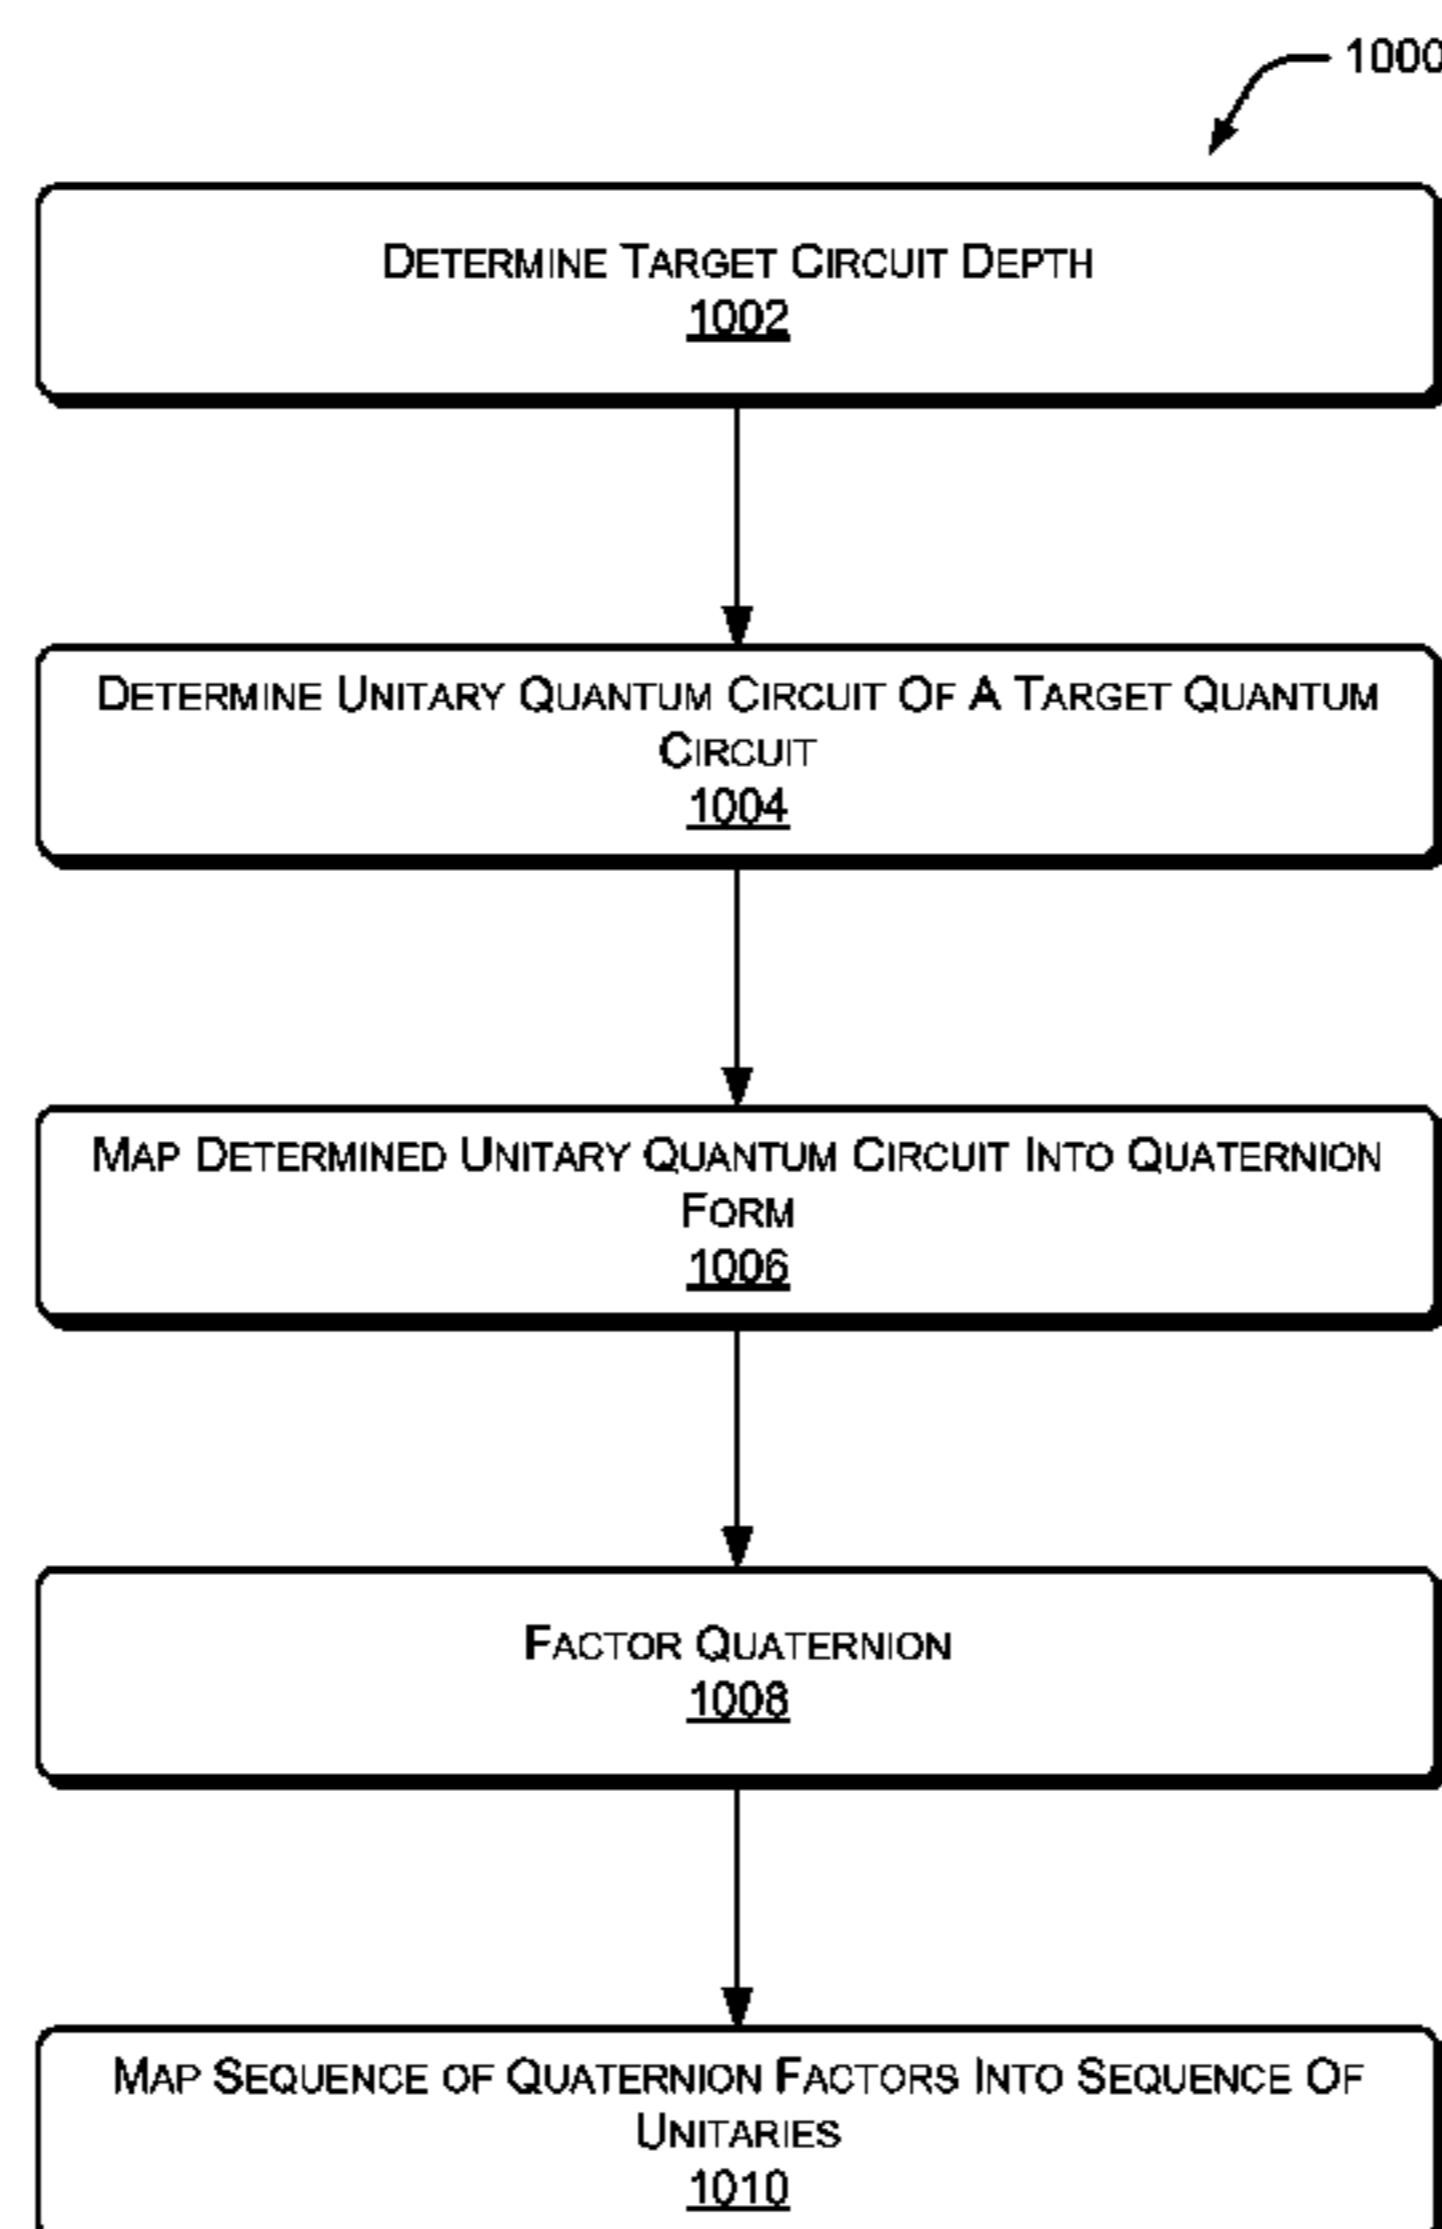 1000
DETERMINE TARGET CIRCUIT DEPTH
1002
DETERMINE UNITARY QUANTUM CIRCUIT OF A TARGET QUANTUM
CIRCUIT
1004
MAP DETERMINED UNITARY QUANTUM CIRCUIT INTO QUATERNION
FORM
1006
FACTOR QUATERNION
1008
MAP SEQUENCE OF QUATERNION FACTORS INTO SEQUENCE OF
UNITARIES
1010